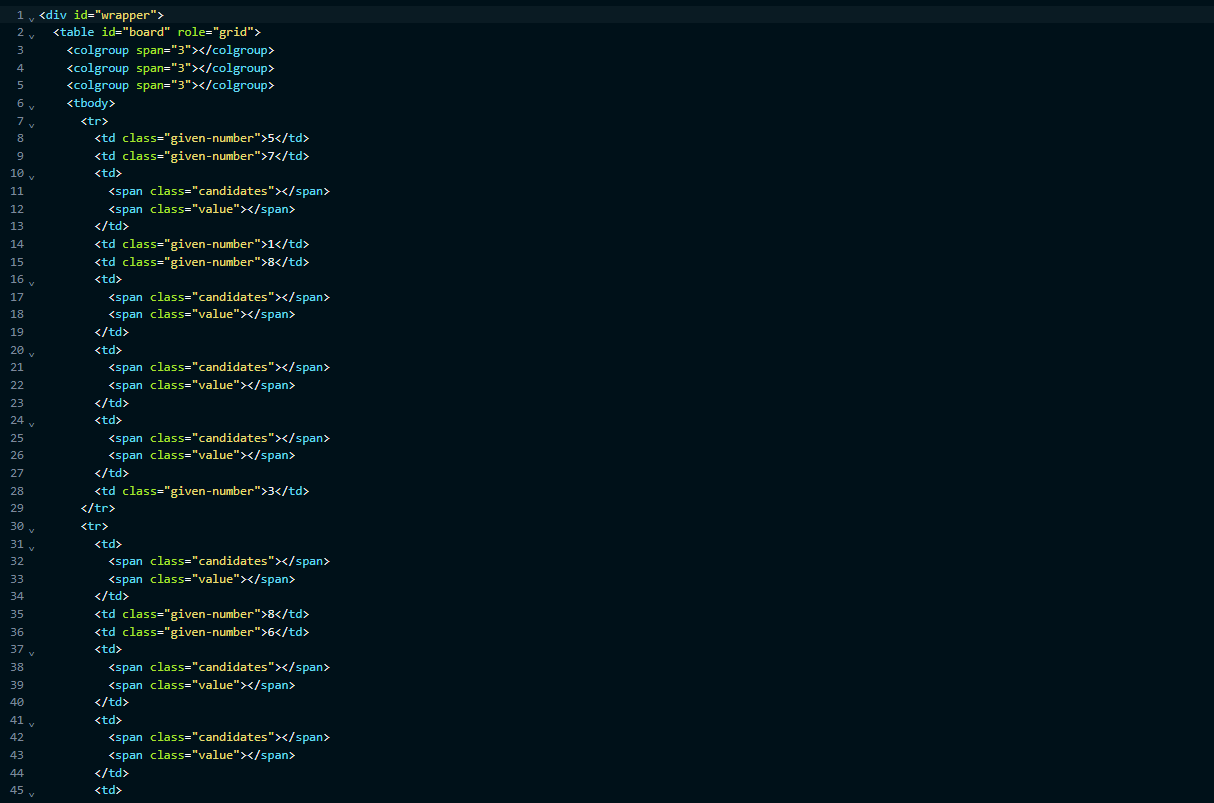 1 <div id="wrapper">
2 <table id="board" role="grid">
3 <colgroup span="3"></colgroup>
4 <colgroup span="3"></colgroup>
5 <colgroup span="3"></colgroup>
6 <tbody>
7 <tr>
8 <td class="given-number">5</td>
9 <td class="given-number">7</td>
10 <td>
11 <span class="candidates"></span>
12 <span class="value"></span>
13 </td>
14 <td class="given-number">1</td>
15 <td class="given-number">8</td>
16 <td>
17 <span class="candidates"></span>
18 <span class="value"></span>
19 </td>
20 <td>
21 <span class="candidates"></span>
22 <span class="value"></span>
23 </td>
24 <td>
25 <span class="candidates"></span>
26 <span class="value"></span>
27 </td>
28 <td class="given-number">3</td>
29 </tr>
30 <tr>
31 <td>
32 <span class="candidates"></span>
33 <span class="value"></span>
34 </td>
35 <td class="given-number">8</td>
36 <td class="given-number">6</td>
37 <td>
38 <span class="candidates"></span>
39 <span class="value"></span>
40 </td>
41 <td>
42 <span class="candidates"></span>
43 <span class="value"></span>
44 </td>
45 <td>